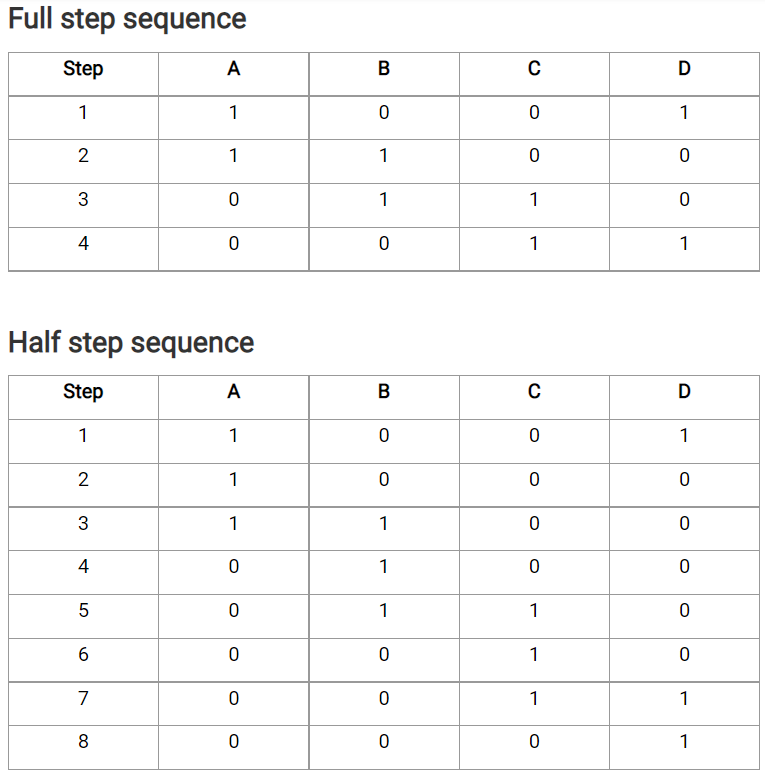 Full step sequence
Step A B C D
1 1 0 0 1
2 1 1 0 0
3 0 1 1 0
4 0 0 1 1
Half step sequence
Step A B C D
1 1 0 0 1
2 1 0 0 0
3 1 1 0 0
4 0 1 0 0
5 0 1 1 0
6 0 0 1 0
7 0 0 1 1
8 0 0 0 1